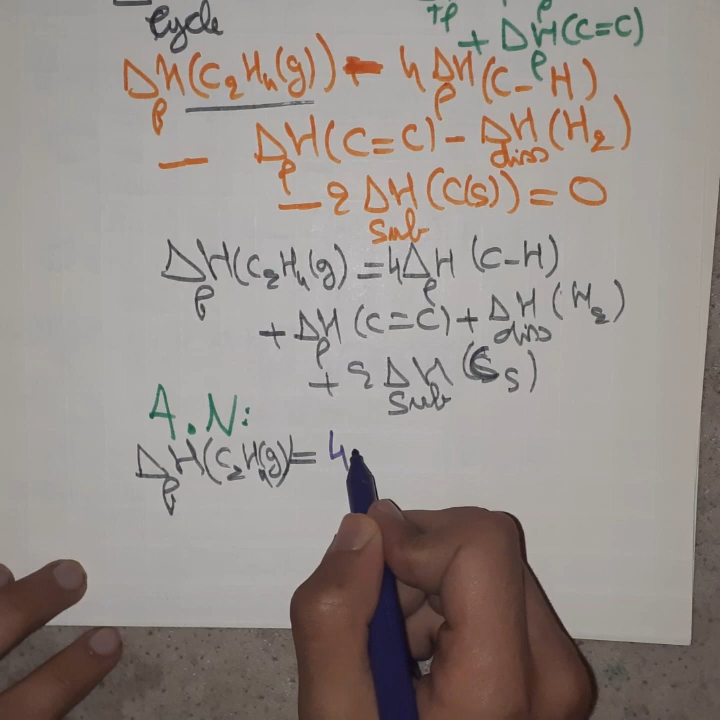 Cycle
+ΔfH(C=C)
ΔfH(C2H4(g)) - 4ΔfH(C-H)
- ΔfH(C=C) - ΔdissH(H2)
- 2ΔsubH(C(s)) = 0
ΔfH(C2H4(g) = 4ΔfH(C-H)
+ ΔfH(C=C) + ΔdissH(H2)
+ 2ΔsubH(Cs)
A.N:
ΔfH(C2H4(g) = 4